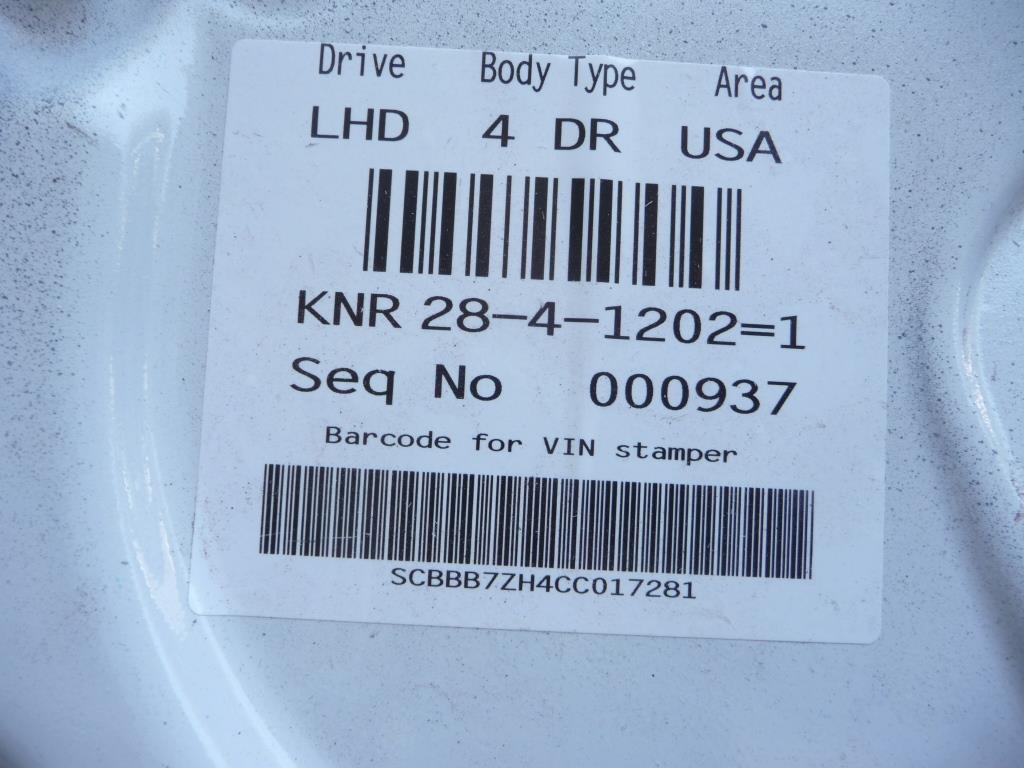 Drive Body Type Area
LHD 4 DR USA
KNR 28-4-1202=1
Seq No 000937
Barcode for VIN stamper
SCBBB7ZH4CC017281